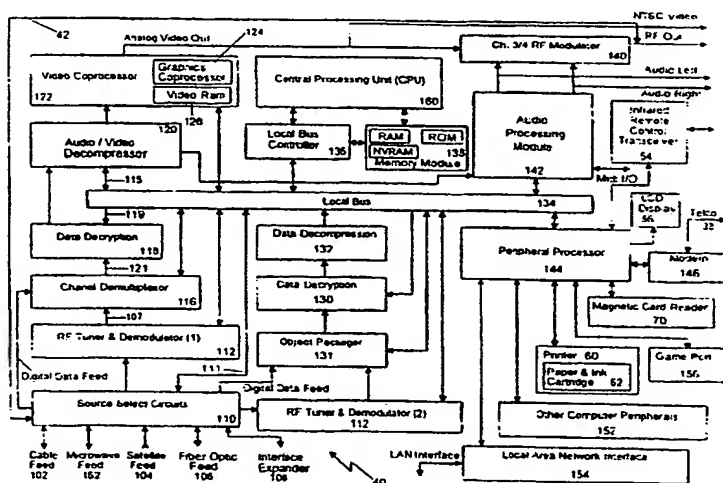 NTSC Video
42
Analog Video Out
124
RF Out
Video Coprocessor
122
Graphics Coprocessor
Video Ram
126
Central Processing Unit (CPU)
160
Ch. 3/4 RF Modulator
140
Audio Left
Audio Right
120
Audio / Video Decompressor
Local Bus Controller
136
RAM
ROM
NVRAM
138
Memory Module
Audio Processing Module
142
Infrared Remote Control Transceiver
54
115
119
Local Bus
134
LCD Display
56
Telco
Data Decryption
118
Data Decompression
132
Peripheral Processor
144
Modem
146
121
Channel Demultiplexor
116
Data Decryption
130
107
Magnetic Card Reader
70
RF Tuner & Demodulator (1)
112
Object Packager
131
Printer 60
Paper & Ink Cartridge 62
Game Port
156
Digital Data Feed
111
Digital Data Feed
Source Select Circuits
110
RF Tuner & Demodulator (2)
112
Other Computer Peripherals
152
Cable Feed
102
Microwave Feed
162
Satellite Feed
104
Fiber Optic Feed
106
Interface Expander
108
LAN Interface
Local Area Network Interface
154